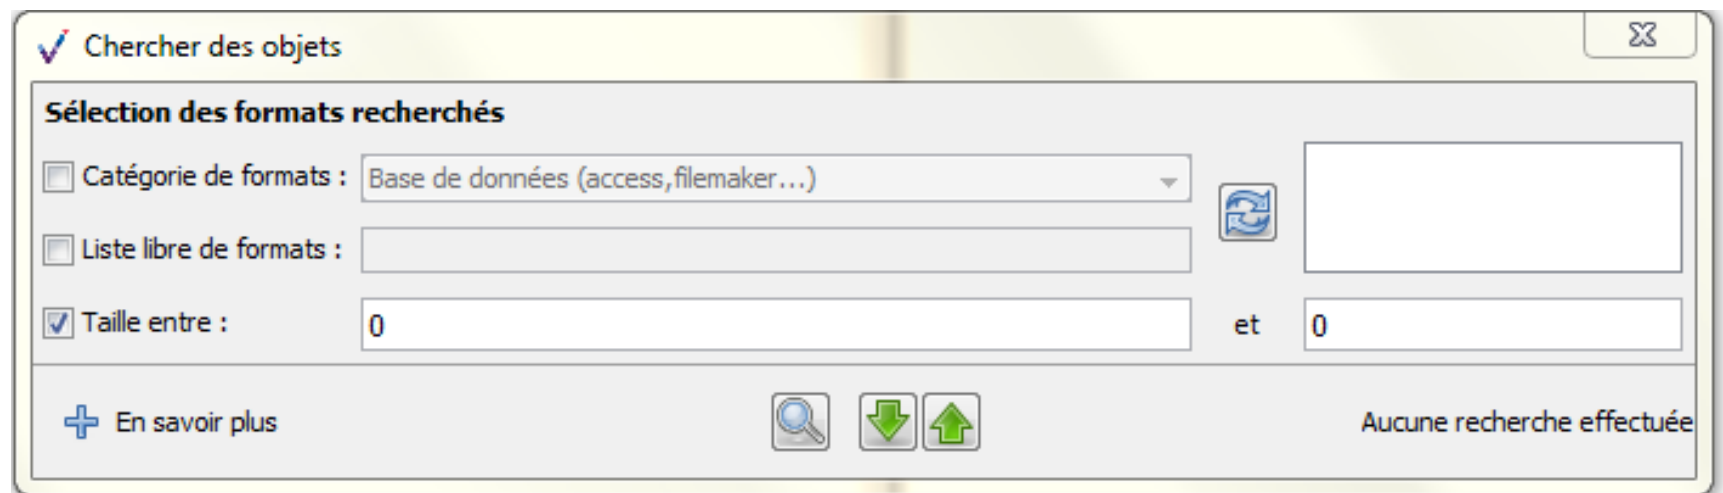 Chercher des objets
Sélection des formats recherchés
Catégorie de formats : Base de données (access,filemaker...)
Liste libre de formats :
Taille entre : 0 et 0
En savoir plus Aucune recherche effectuée